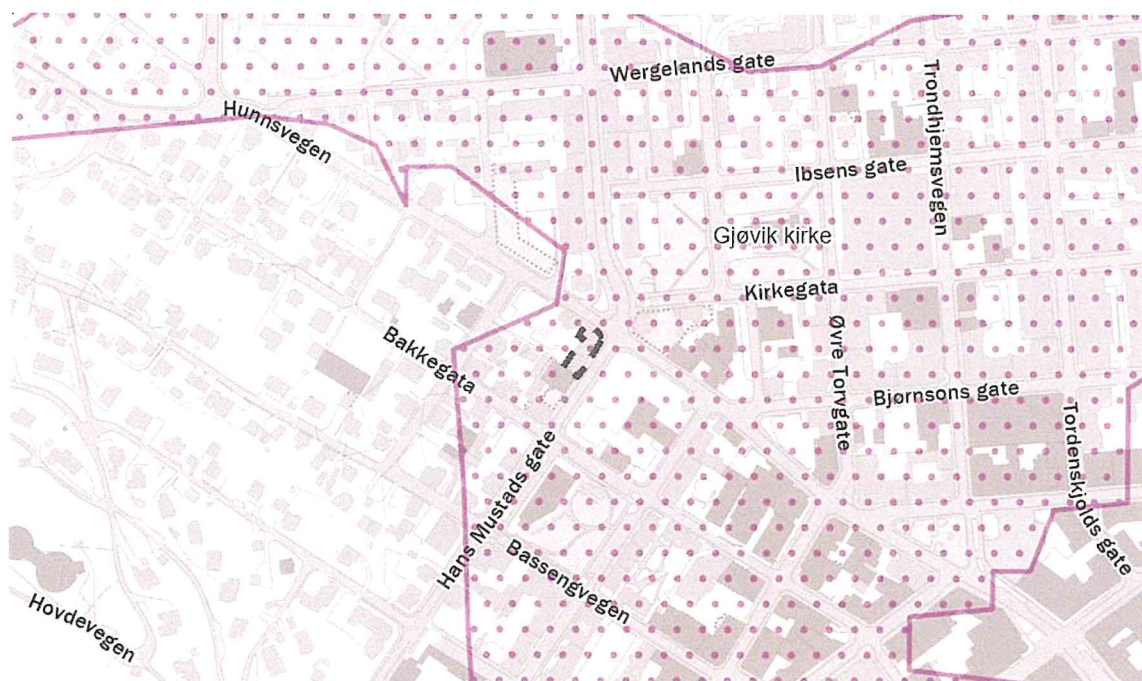 Wergelands gate
Trondhjemsvegen
Hunnsvegen
Ibsens gate
Gjøvik kirke
Kirkegata
Bakkegata
Øvre Torvgate
Bjørnsons gate
Tordenskjolds gate
Hans Mustads gate
Bassengvegen
Hovdevegen